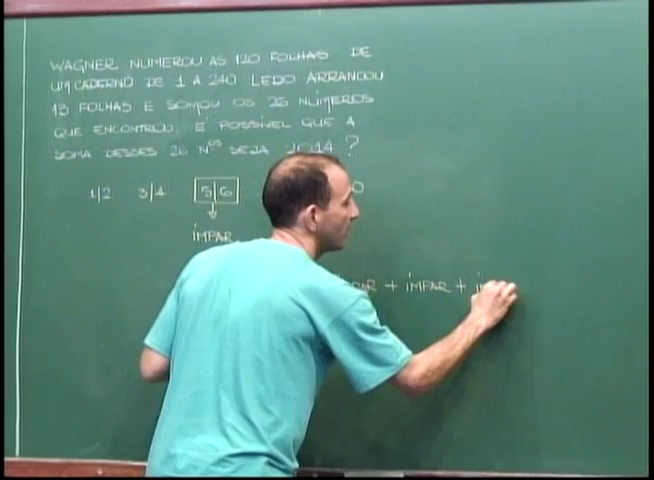 WAGNER NUMEROU AS 120 FOLHAS DE
UM CADERNO DE 1 A 240 LEDO ARRANCOU
13 FOLHAS E SOMOU OS 26 NÚMEROS
QUE ENCONTROU. É POSSÍVEL QUE A
SOMA DESSES 26 Nos SEJA 2014?
1|2 3|4 5|6
ÍMPAR
+ ÍMPAR +